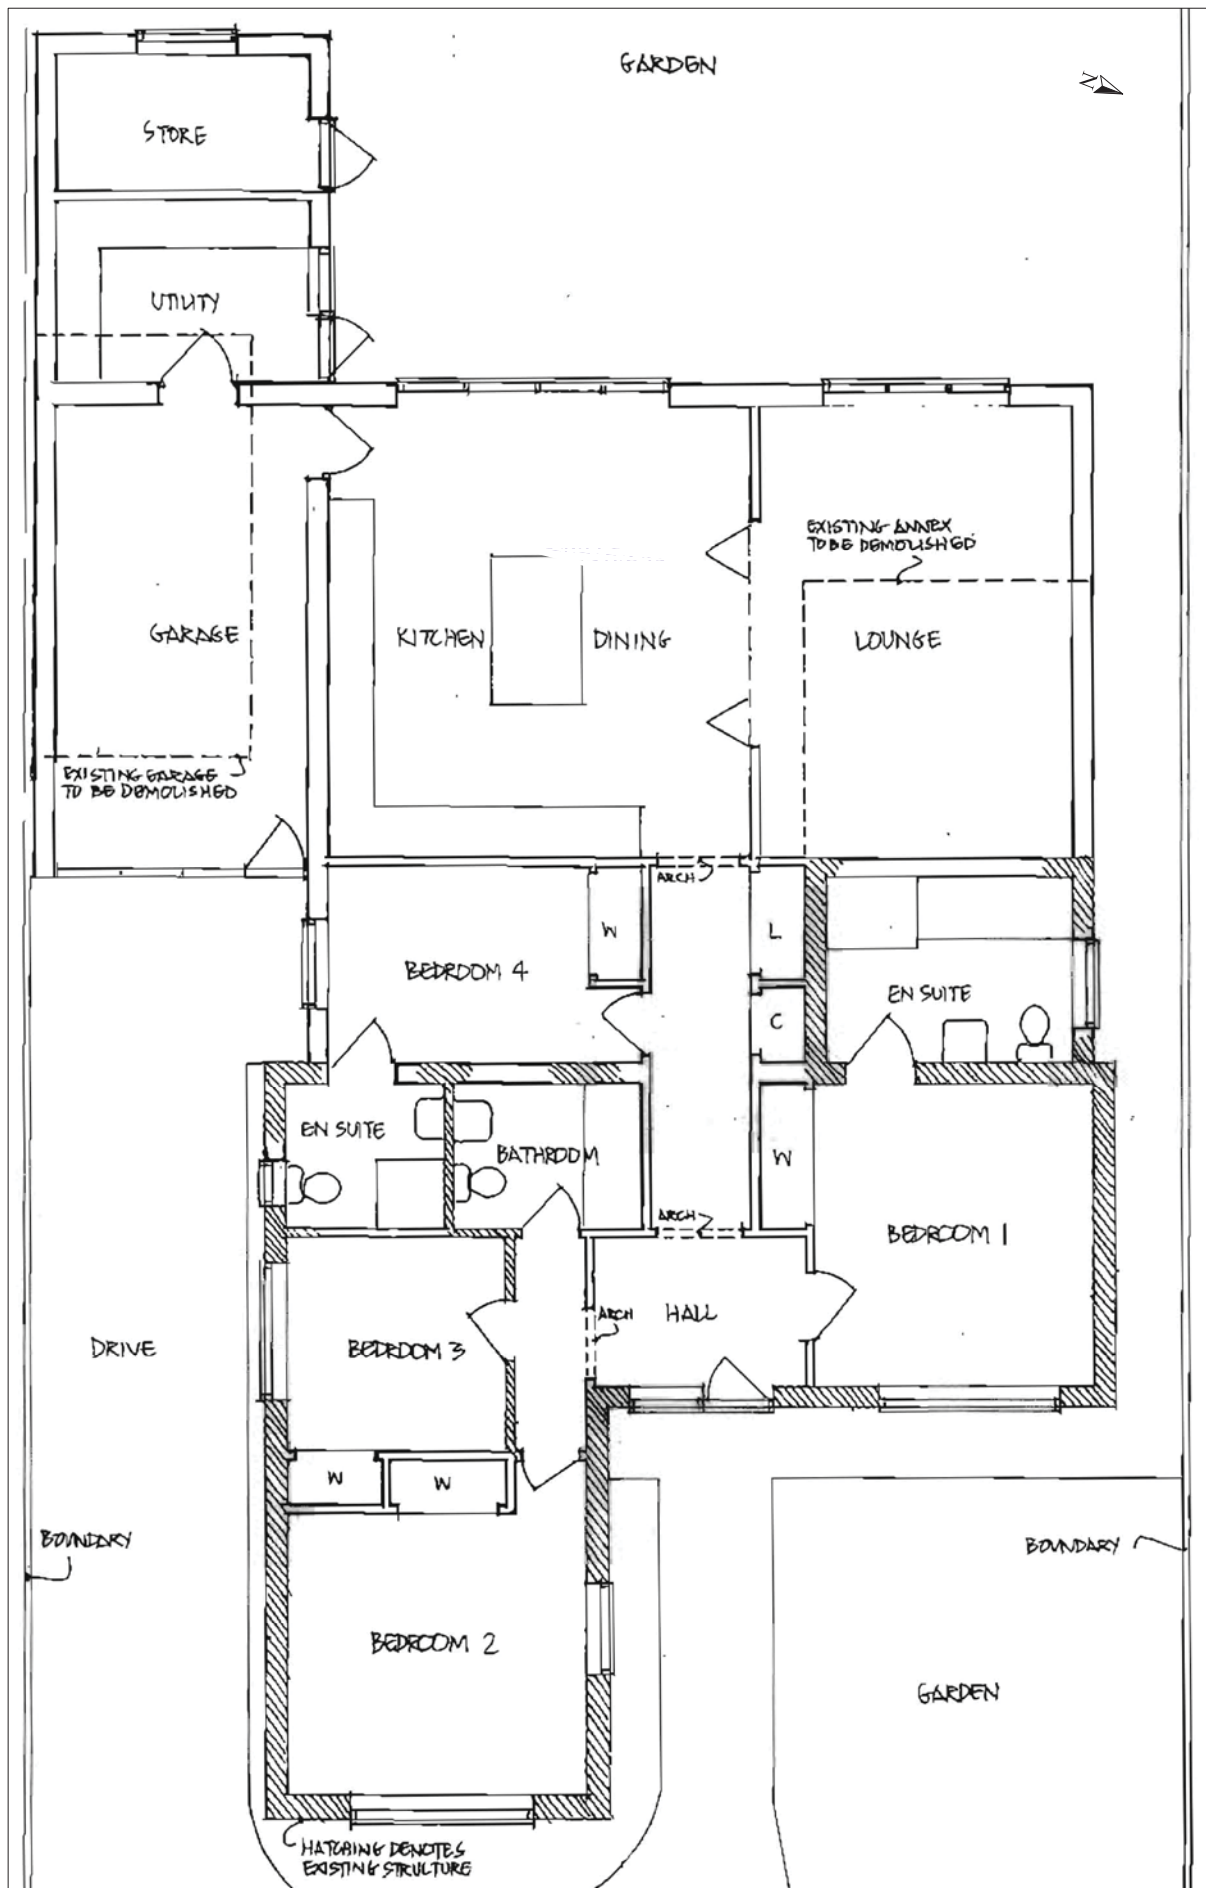 GARDEN
N
STORE
UTILITY
EXISTING ANNEX
TO BE DEMOLISHED
GARAGE
KITCHEN
DINING
LOUNGE
EXISTING GARAGE
TO BE DEMOLISHED
ARCH
W
L
BEDROOM 4
EN SUITE
C
EN SUITE
BATHROOM
W
ARCH
BEDROOM 1
ARCH
HALL
DRIVE
BEDROOM 3
W
W
BOUNDARY
BOUNDARY
BEDROOM 2
GARDEN
HATCHING DENOTES
EXISTING STRUCTURE